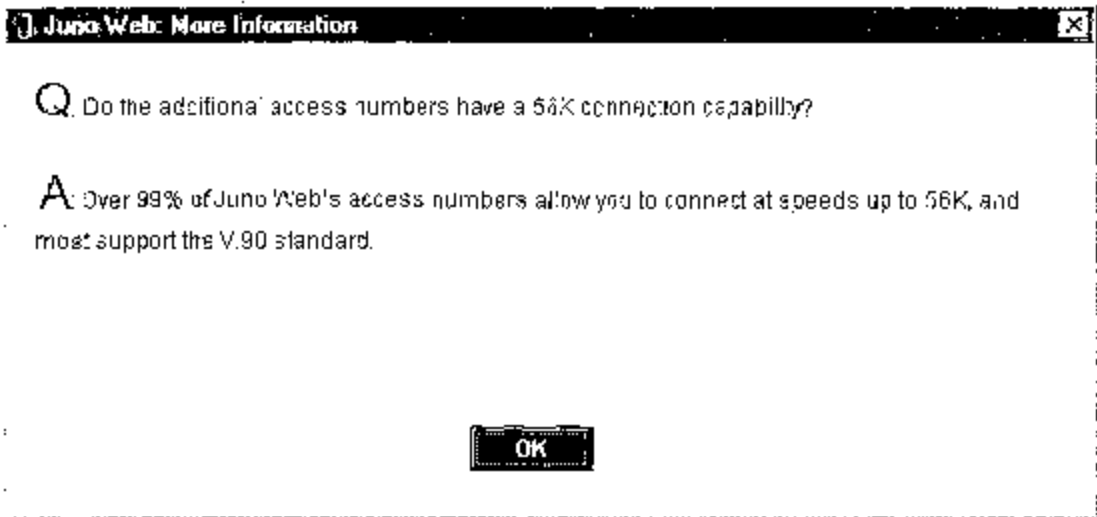 Juno Web: More Information
Q. Do the additional access numbers have a 56K connection capability?
A: Over 99% of Juno Web's access numbers allow you to connect at speeds up to 56K, and
most support the V.90 standard.
OK